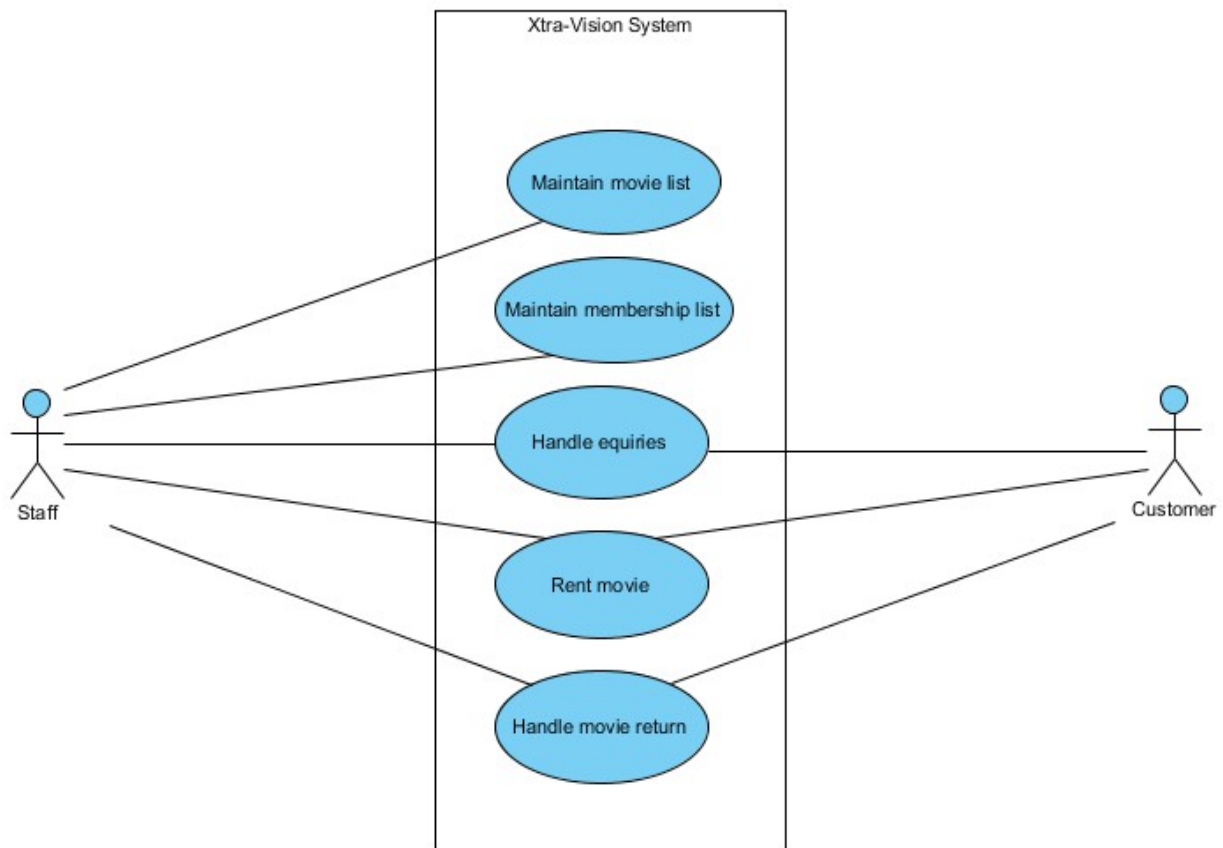 Xtra-Vision System
Maintain movie list
Maintain membership list
Handle equiries
Staff
Customer
Rent movie
Handle movie return